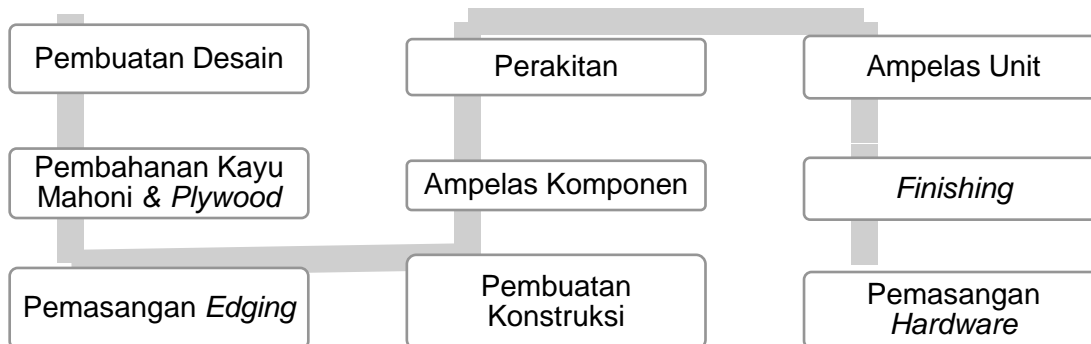 Pembuatan Desain
Pembahanan Kayu
Mahoni & Plywood
Pemasangan Edging
Pembuatan
Konstruksi
Ampelas Komponen
Perakitan
Ampelas Unit
Finishing
Pemasangan
Hardware